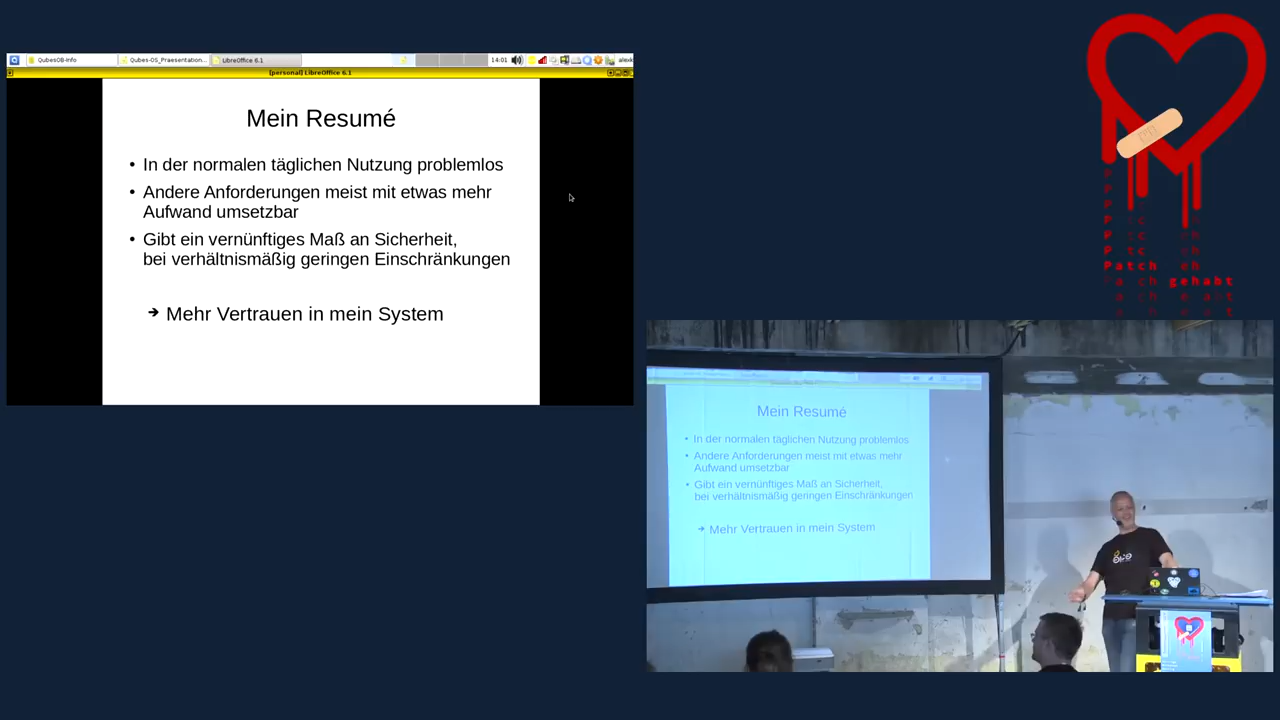 QubesOB-Info
Qubes-OS_Praesentation...
LibreOffice 6.1
14:01
[personal] LibreOffice 6.1
Mein Resumé
• In der normalen täglichen Nutzung problemlos
• Andere Anforderungen meist mit etwas mehr
Aufwand umsetzbar
• Gibt ein vernünftiges Maß an Sicherheit,
bei verhältnismäßig geringen Einschränkungen
➔ Mehr Vertrauen in mein System
Patch gehabt
Mein Resumé
• In der normalen täglichen Nutzung problemlos
• Andere Anforderungen meist mit etwas mehr
Aufwand umsetzbar
• Gibt ein vernünftiges Maß an Sicherheit,
bei verhältnismäßig geringen Einschränkungen
➔ Mehr Vertrauen in mein System